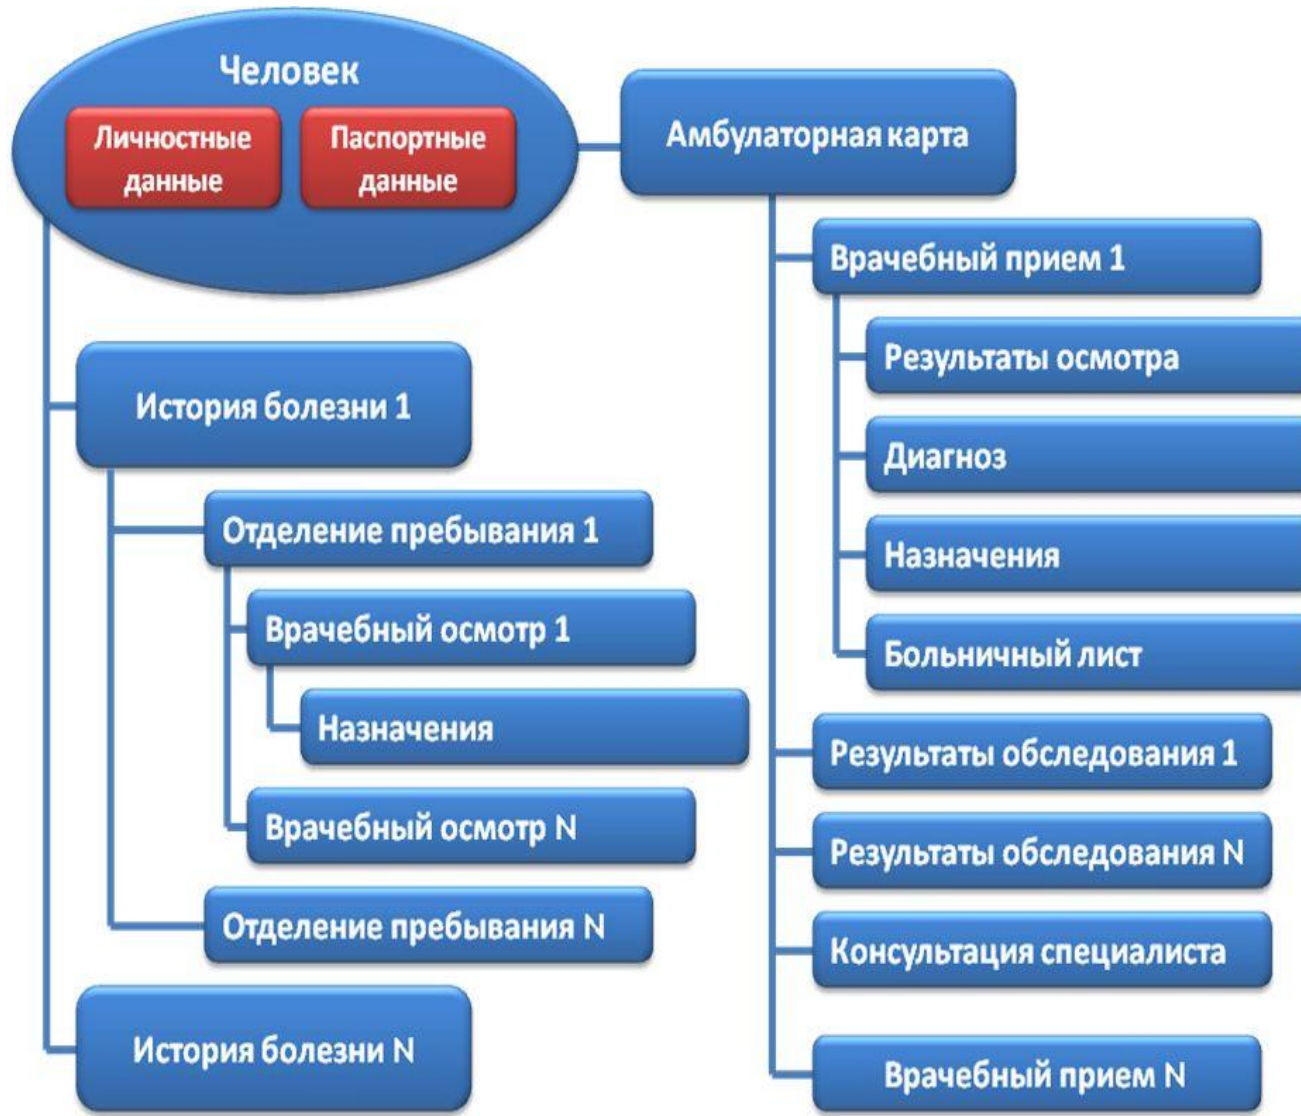 Человек
Личностные
данные
Паспортные
данные
История болезни 1
Отделение пребывания 1
Врачебный осмотр 1
Назначения
Врачебный осмотр N
Отделение пребывания N
История болезни N
Амбулаторная карта
Врачебный прием 1
Результаты осмотра
Диагноз
Назначения
Больничный лист
Результаты обследования 1
Результаты обследования N
Консультация специалиста
Врачебный прием N